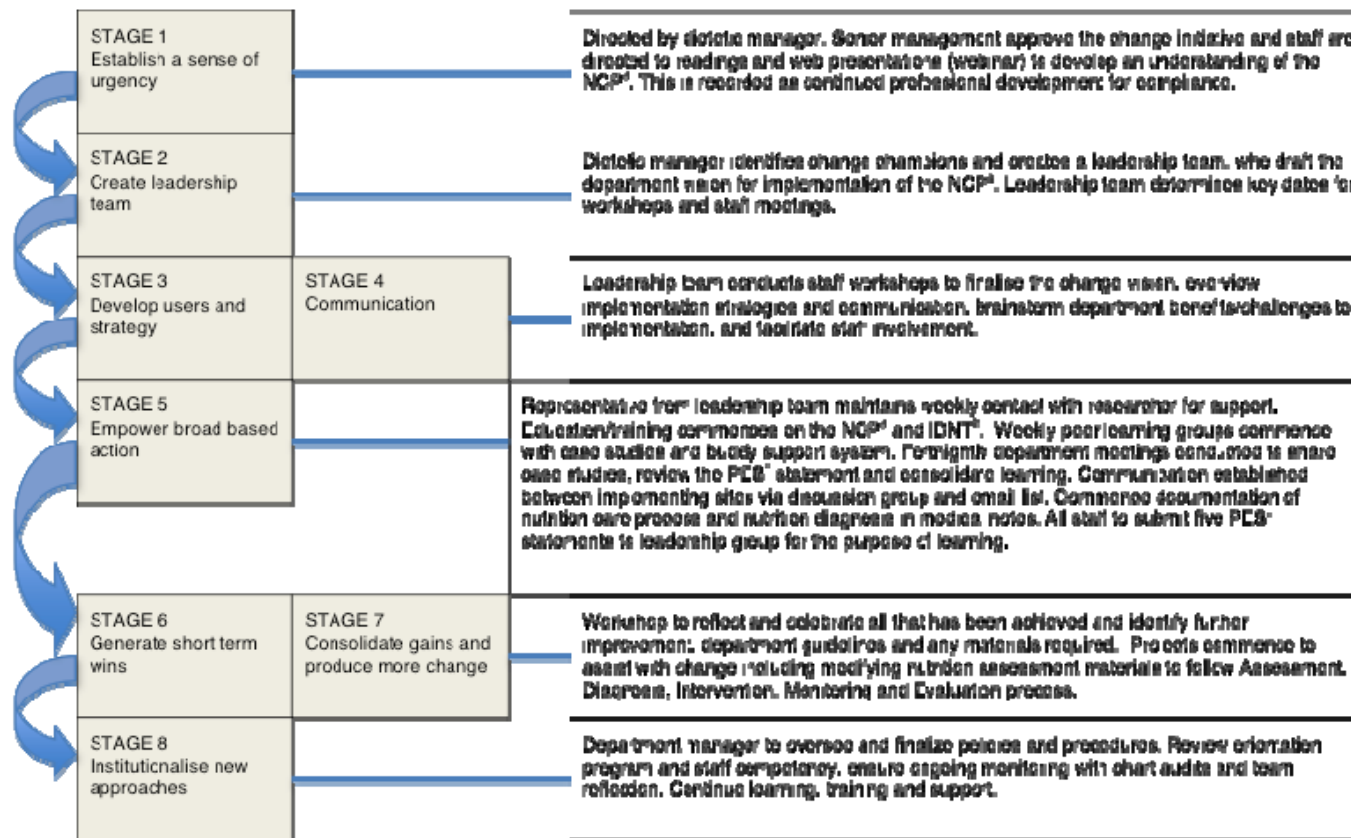 STAGE 1
Establish a sense of
urgency
Directed by dietetic manager. Senior management approve the change initiative and staff are
directed to readings and web presentations (webinar) to develop an understanding of the
NCPª. This is recorded as continued professional development for compliance.
STAGE 2
Create leadership
team
Dietetic manager identifies change champions and creates a leadership team, who draft the
department vision for implementation of the NCPª. Leadership team determines key dates for
workshops and staff meetings.
STAGE 3
Develop users and
strategy
STAGE 4
Communication
Leadership team conducts staff workshops to finalise the change vision, overview
implementation strategies and communication, brainstorm department benefits/challenges to
implementation, and facilitate staff involvement.
STAGE 5
Empower broad based
action
Representative from leadership team maintains weekly contact with researcher for support.
Education/training commences on the NCPª and IDNT. Weekly peer learning groups commence
with case studies and buddy support system. Fortnightly department meetings conducted to share
case studies, review the PES statement and consolidate learning. Communication established
between implementing sites via discussion group and email list. Commence documentation of
nutrition care process and nutrition diagnosis in medical notes. All staff to submit five PES
statements to leadership group for the purpose of learning.
STAGE 6
Generate short term
wins
STAGE 7
Consolidate gains and
produce more change
Workshop to reflect and celebrate all that has been achieved and identify further
improvement, department guidelines and any materials required. Projects commence to
assist with change including modifying nutrition assessment materials to follow Assessment,
Diagnosis, Intervention, Monitoring and Evaluation process.
STAGE 8
Institutionalise new
approaches
Department manager to oversee and finalize policies and procedures. Review orientation
program and staff competency, ensure ongoing monitoring with chart audits and team
reflection. Continue learning, training and support.